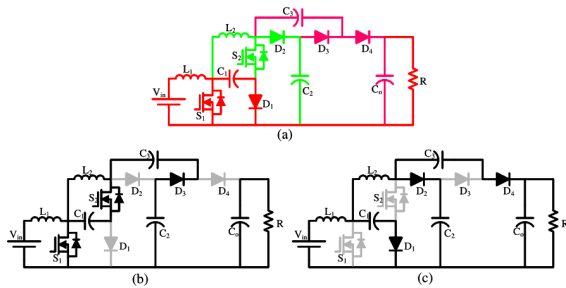 C₃
L₂
D₂ D₃ D₄
S₂
L₁ C₁
C₂ Cₒ R
Vᵢₙ
D₁
S₁
(a)
C₃
L₂
D₂ D₃ D₄
S₂
L₁ C₁
C₂ Cₒ R
Vᵢₙ
D₁
S₁
(b)
C₃
L₂
D₂ D₃ D₄
S₂
L₁ C₁
C₂ Cₒ R
Vᵢₙ
D₁
S₁
(c)